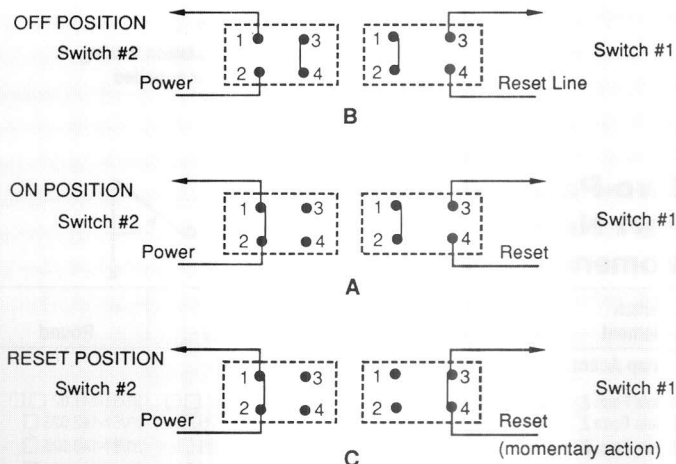 OFF POSITION
Switch #2
1 3 1 3
Switch #1
2 4 2 4
Power
Reset Line
B
ON POSITION
Switch #2
1 3 1 3
Switch #1
2 4 2 4
Power
Reset
A
RESET POSITION
Switch #2
1 3 1 3
Switch #1
2 4 2 4
Power
Reset
(momentary action)
C
Round